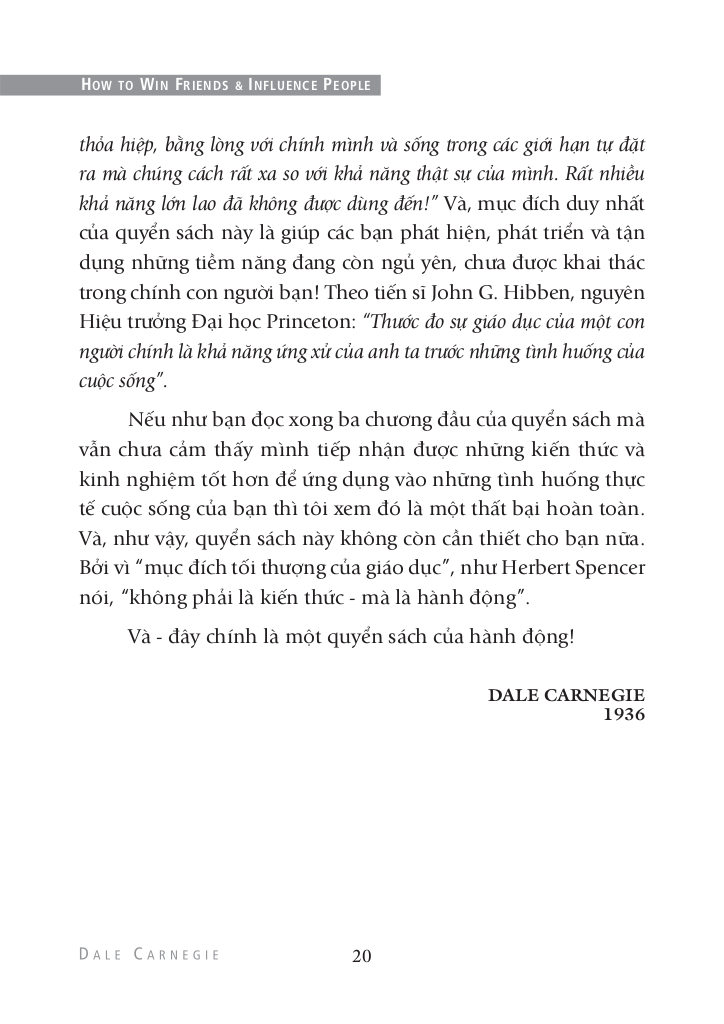 HOW TO WIN FRIENDS & INFLUENCE PEOPLE
thỏa hiệp, bằng lòng với chính mình và sống trong các giới hạn tự đặt
ra mà chúng cách rất xa so với khả năng thật sự của mình. Rất nhiều
khả năng lớn lao đã không được dùng đến!” Và, mục đích duy nhất
của quyển sách này là giúp các bạn phát hiện, phát triển và tận
dụng những tiềm năng đang còn ngủ yên, chưa được khai thác
trong chính con người bạn! Theo tiến sĩ John G. Hibben, nguyên
Hiệu trưởng Đại học Princeton: “Thước đo sự giáo dục của một con
người chính là khả năng ứng xử của anh ta trước những tình huống của
cuộc sống”.
Nếu như bạn đọc xong ba chương đầu của quyển sách mà
vẫn chưa cảm thấy mình tiếp nhận được những kiến thức và
kinh nghiệm tốt hơn để ứng dụng vào những tình huống thực
tế cuộc sống của bạn thì tôi xem đó là một thất bại hoàn toàn.
Và, như vậy, quyển sách này không còn cần thiết cho bạn nữa.
Bởi vì “mục đích tối thượng của giáo dục”, như Herbert Spencer
nói, “không phải là kiến thức - mà là hành động”.
Và - đây chính là một quyển sách của hành động!
DALE CARNEGIE
1936
DALE CARNEGIE 20